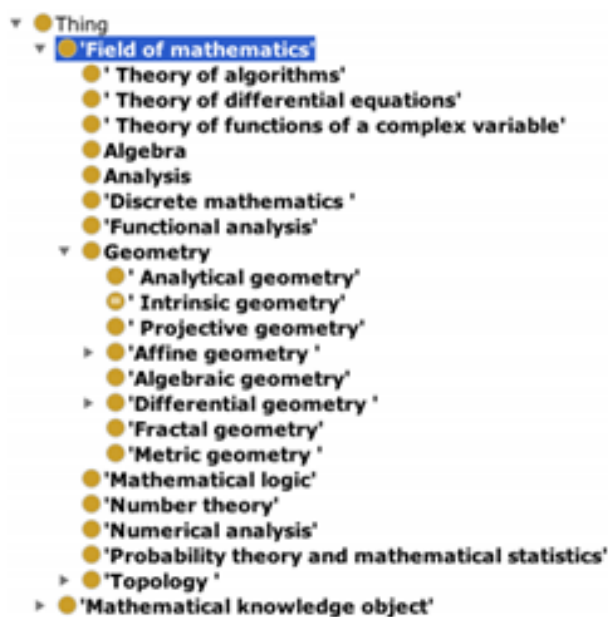 Thing
'Field of mathematics'
' Theory of algorithms'
' Theory of differential equations'
' Theory of functions of a complex variable'
Algebra
Analysis
'Discrete mathematics '
'Functional analysis'
Geometry
' Analytical geometry'
' Intrinsic geometry'
' Projective geometry'
'Affine geometry '
'Algebraic geometry'
'Differential geometry '
'Fractal geometry'
'Metric geometry '
'Mathematical logic'
'Number theory'
'Numerical analysis'
'Probability theory and mathematical statistics'
'Topology '
'Mathematical knowledge object'